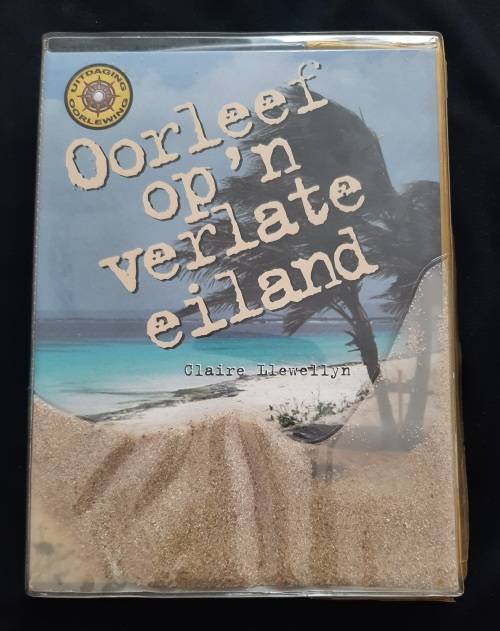 UITDAGING
OORLEWING
Oorleef
op 'n
verlate
eiland
Claire Llewellyn